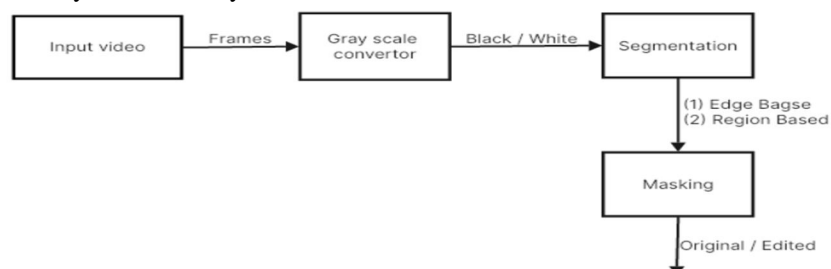 Input video
Frames
Gray scale
convertor
Black / White
Segmentation
(1) Edge Bagse
(2) Region Based
Masking
Original / Edited